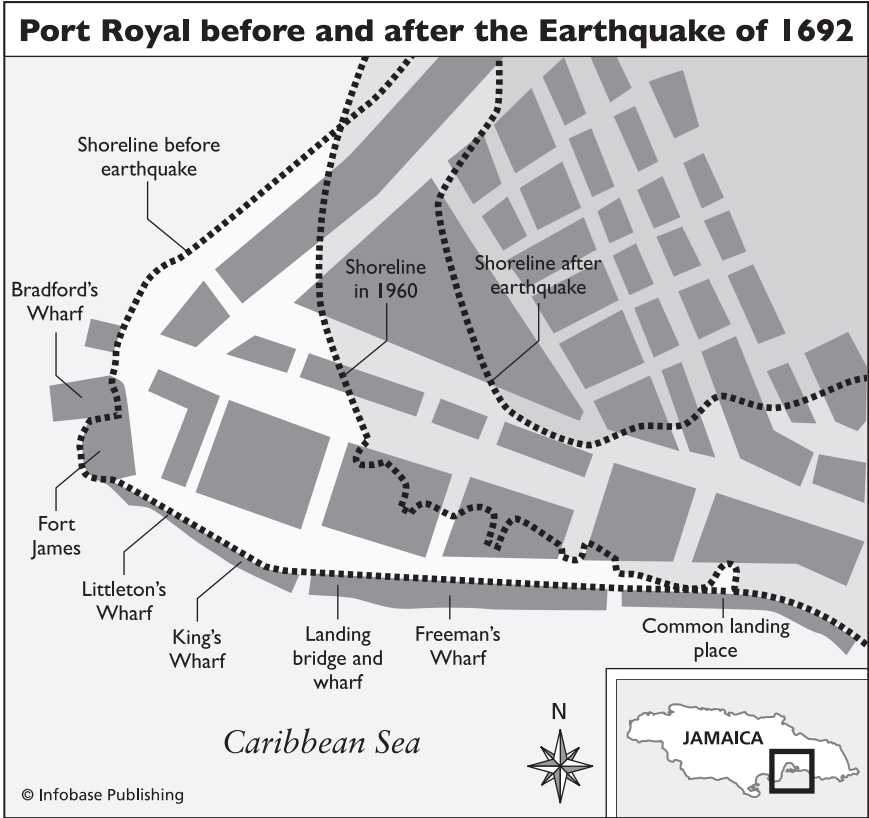 Port Royal before and after the Earthquake of 1692
Shoreline before
earthquake
Bradford's
Wharf
Shoreline
in 1960
Shoreline after
earthquake
Fort
James
Littleton's
Wharf
King's
Wharf
Landing
bridge and
wharf
Freeman's
Wharf
Common landing
place
Caribbean Sea
N
JAMAICA
© Infobase Publishing